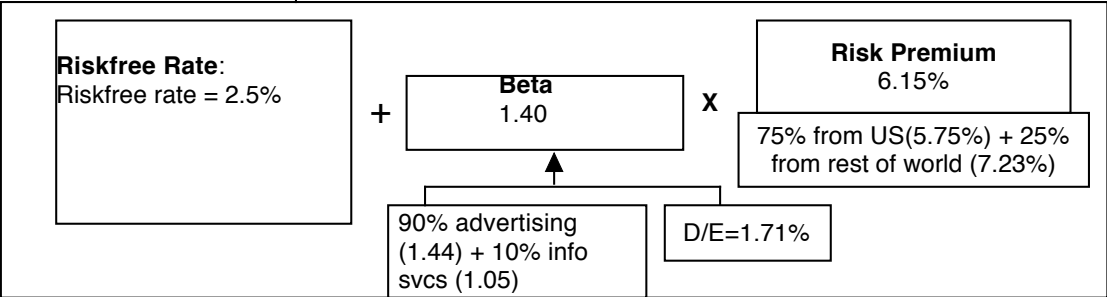 Riskfree Rate:
Riskfree rate = 2.5%
+
Beta
1.40
X
Risk Premium
6.15%
75% from US(5.75%) + 25%
from rest of world (7.23%)
90% advertising
(1.44) + 10% info
svcs (1.05)
D/E=1.71%